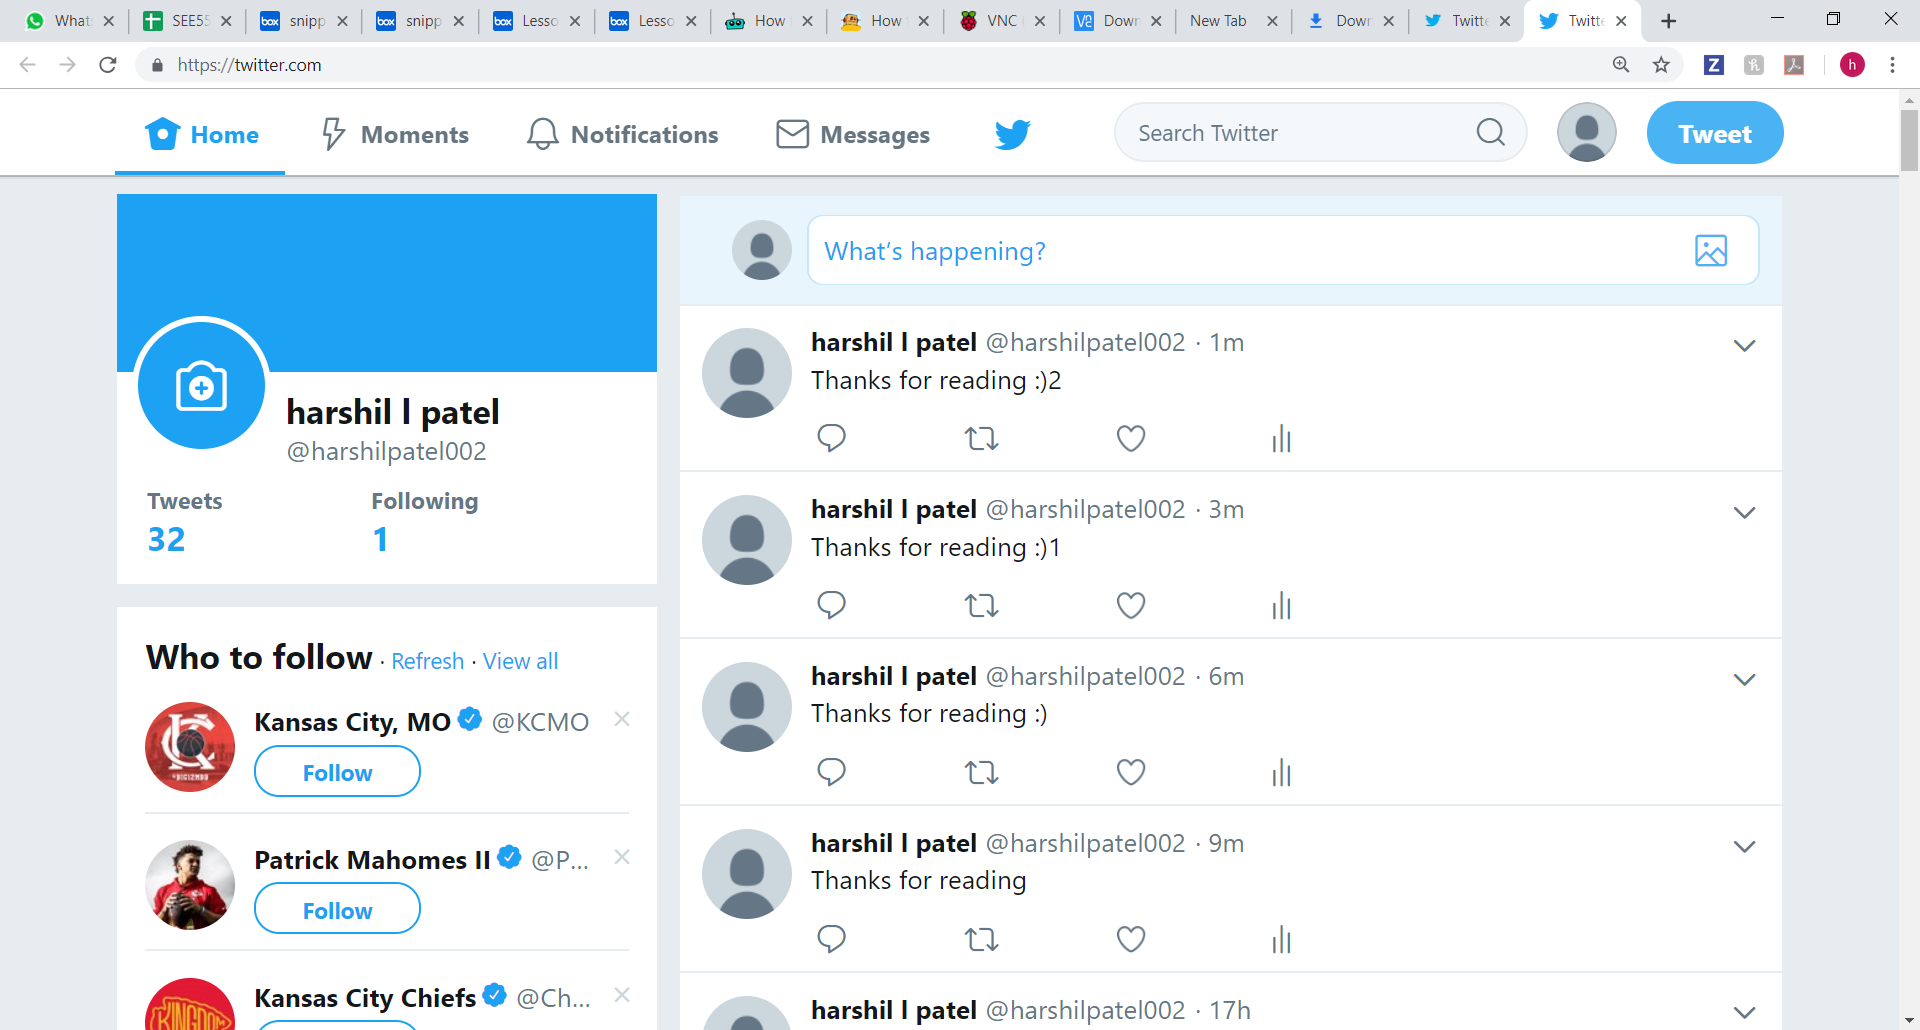 What
SEE55
snipp
snipp
Lesso
Lesso
How
How
VNC
Down
New Tab
Down
Twitte
Twitte
https://twitter.com
h
Home
Moments
Notifications
Messages
Search Twitter
Tweet
What's happening?
harshil l patel
@harshilpatel002
Tweets Following
32 1
Who to follow · Refresh · View all
Kansas City, MO @KCMO
Follow
Patrick Mahomes II @P...
Follow
Kansas City Chiefs @Ch...
KINGDOM
harshil l patel @harshilpatel002 · 1m
Thanks for reading :)2
harshil l patel @harshilpatel002 · 3m
Thanks for reading :)1
harshil l patel @harshilpatel002 · 6m
Thanks for reading :)
harshil l patel @harshilpatel002 · 9m
Thanks for reading
harshil l patel @harshilpatel002 · 17h